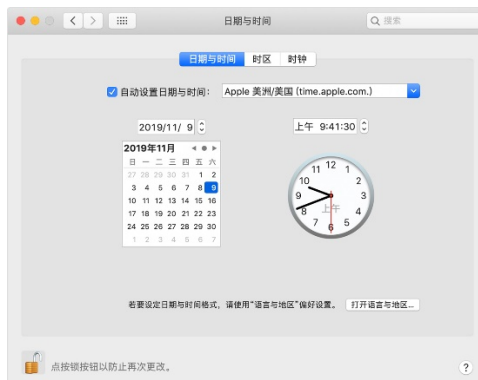 日期与时间
搜索
日期与时间 时区 时钟
自动设置日期与时间： Apple 美洲/美国 (time.apple.com.)
2019/11/ 9
上午 9:41:30
2019年11月
日 一 二 三 四 五 六
27 28 29 30 31 1 2
3 4 5 6 7 8 9
10 11 12 13 14 15 16
17 18 19 20 21 22 23
24 25 26 27 28 29 30
1 2 3 4 5 6 7
12
11 1
10 2
9 3
8 上午 4
7 6 5
若要设定日期与时间格式，请使用“语言与地区”偏好设置。 打开语言与地区...
点按锁按钮以防止再次更改。
?